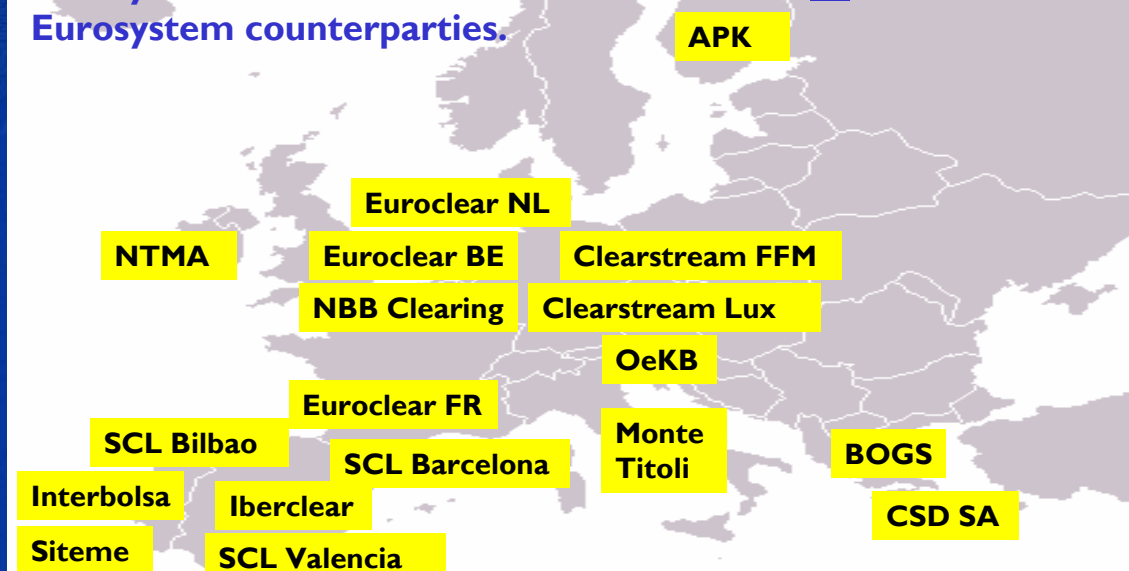 Eurosystem counterparties.
APK
Euroclear NL
NTMA
Euroclear BE
Clearstream FFM
NBB Clearing
Clearstream Lux
OeKB
Euroclear FR
Monte
Titoli
SCL Bilbao
SCL Barcelona
BOGS
Interbolsa
Iberclear
CSD SA
Siteme
SCL Valencia